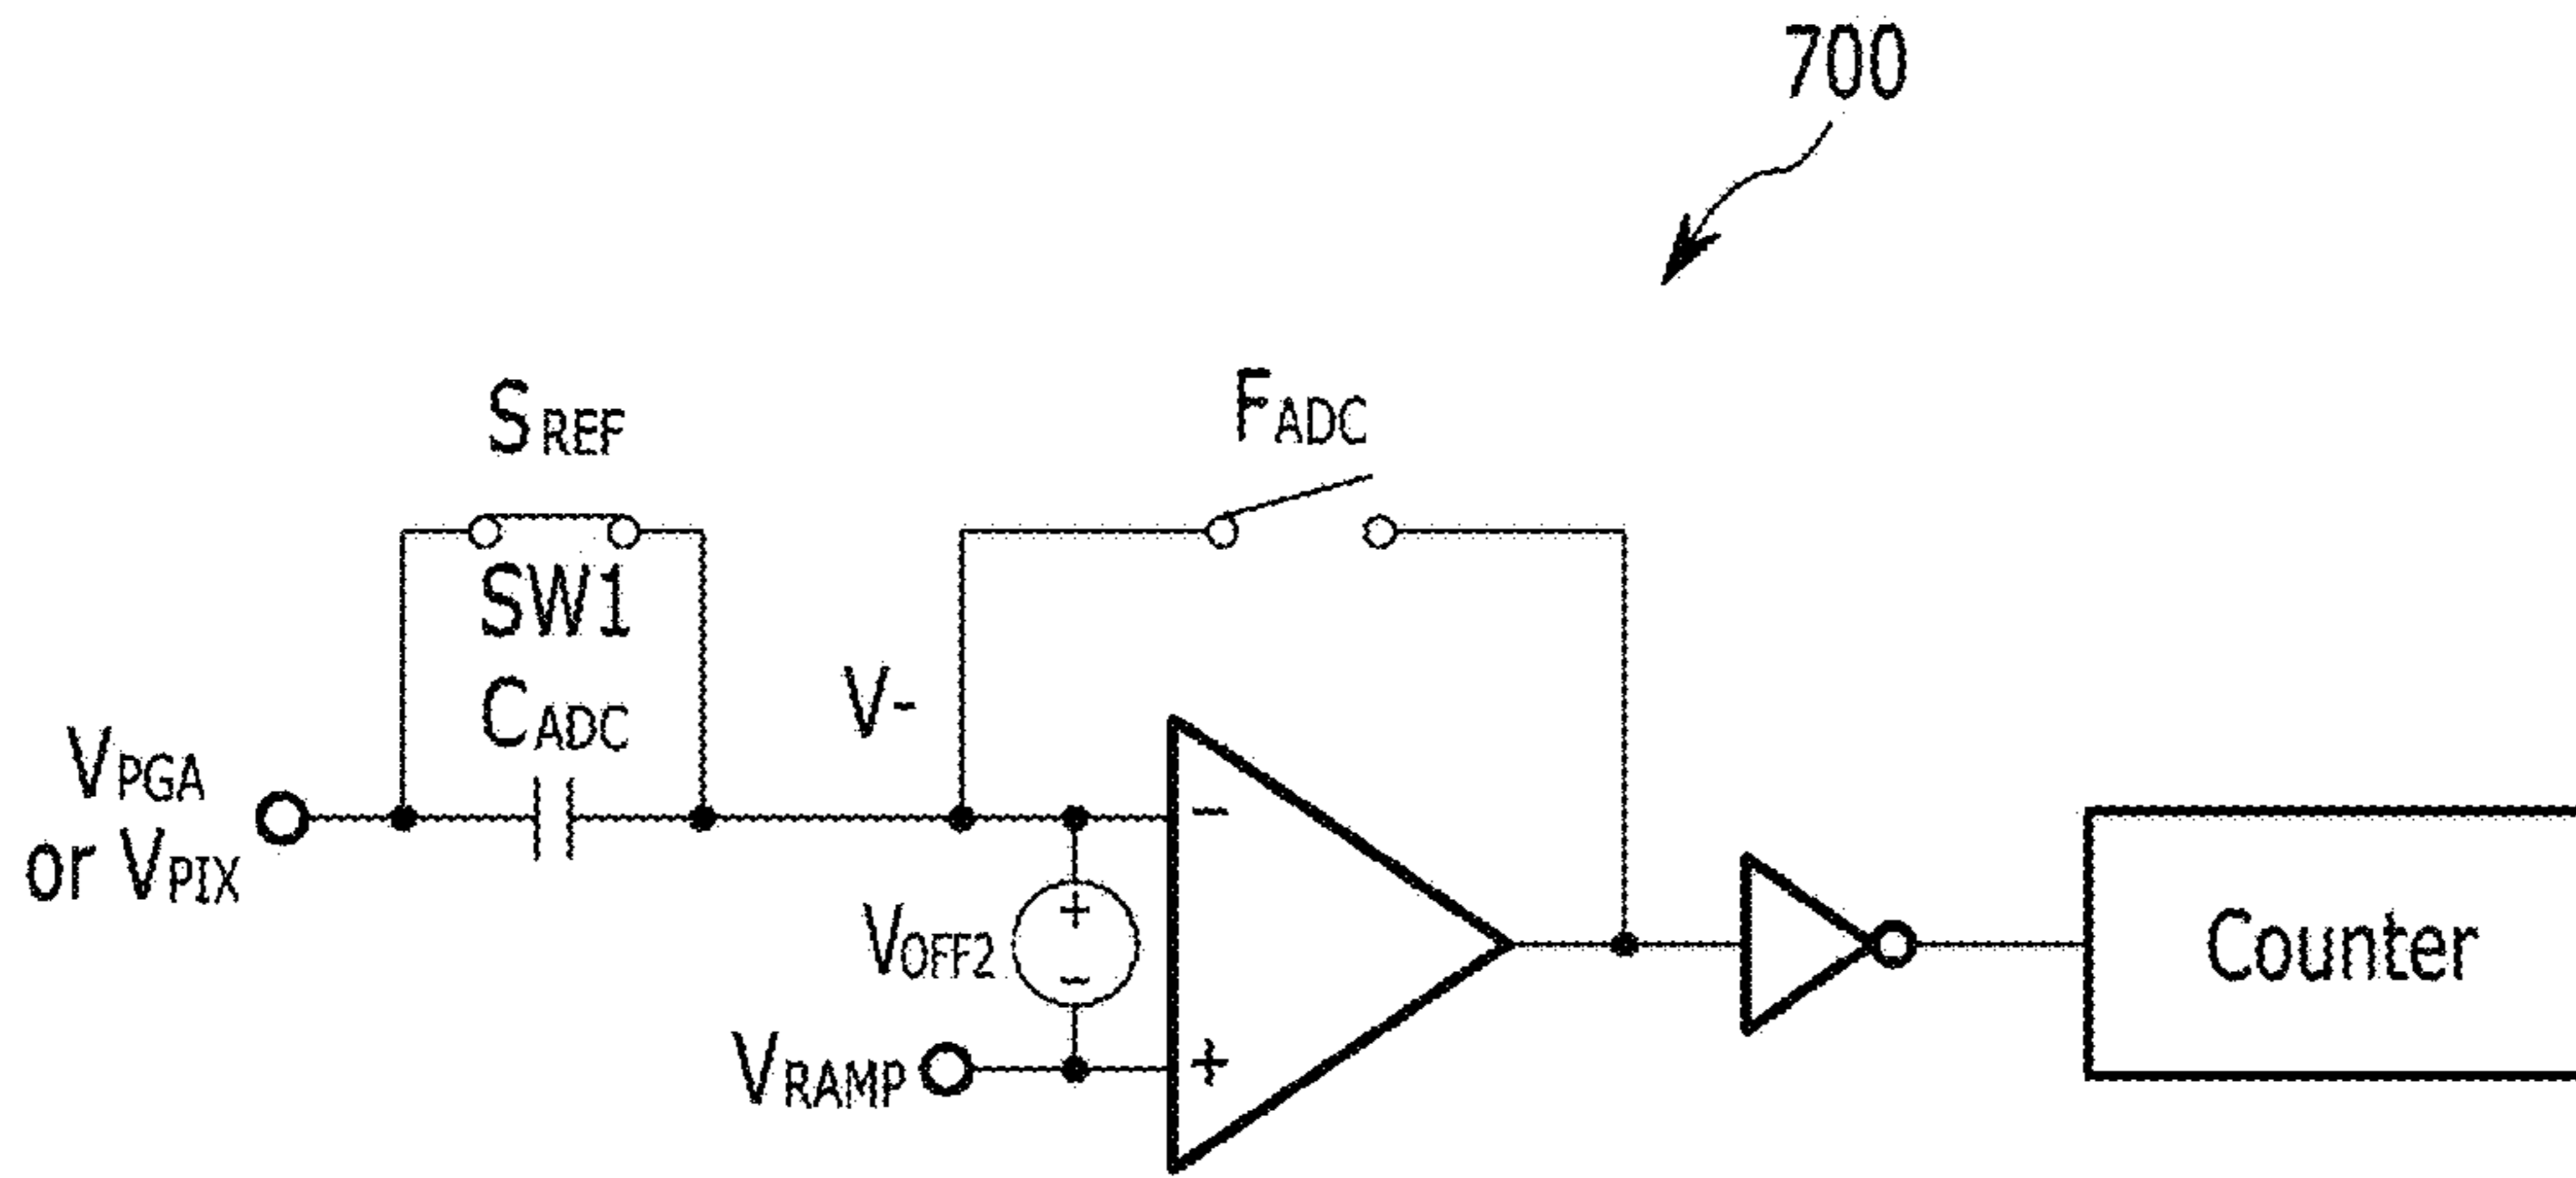 700
SREF
FADC
SW1
CADC
V-
VPGA
or VPIX
−
+
VOFF2
−
VRAMP
+
Counter